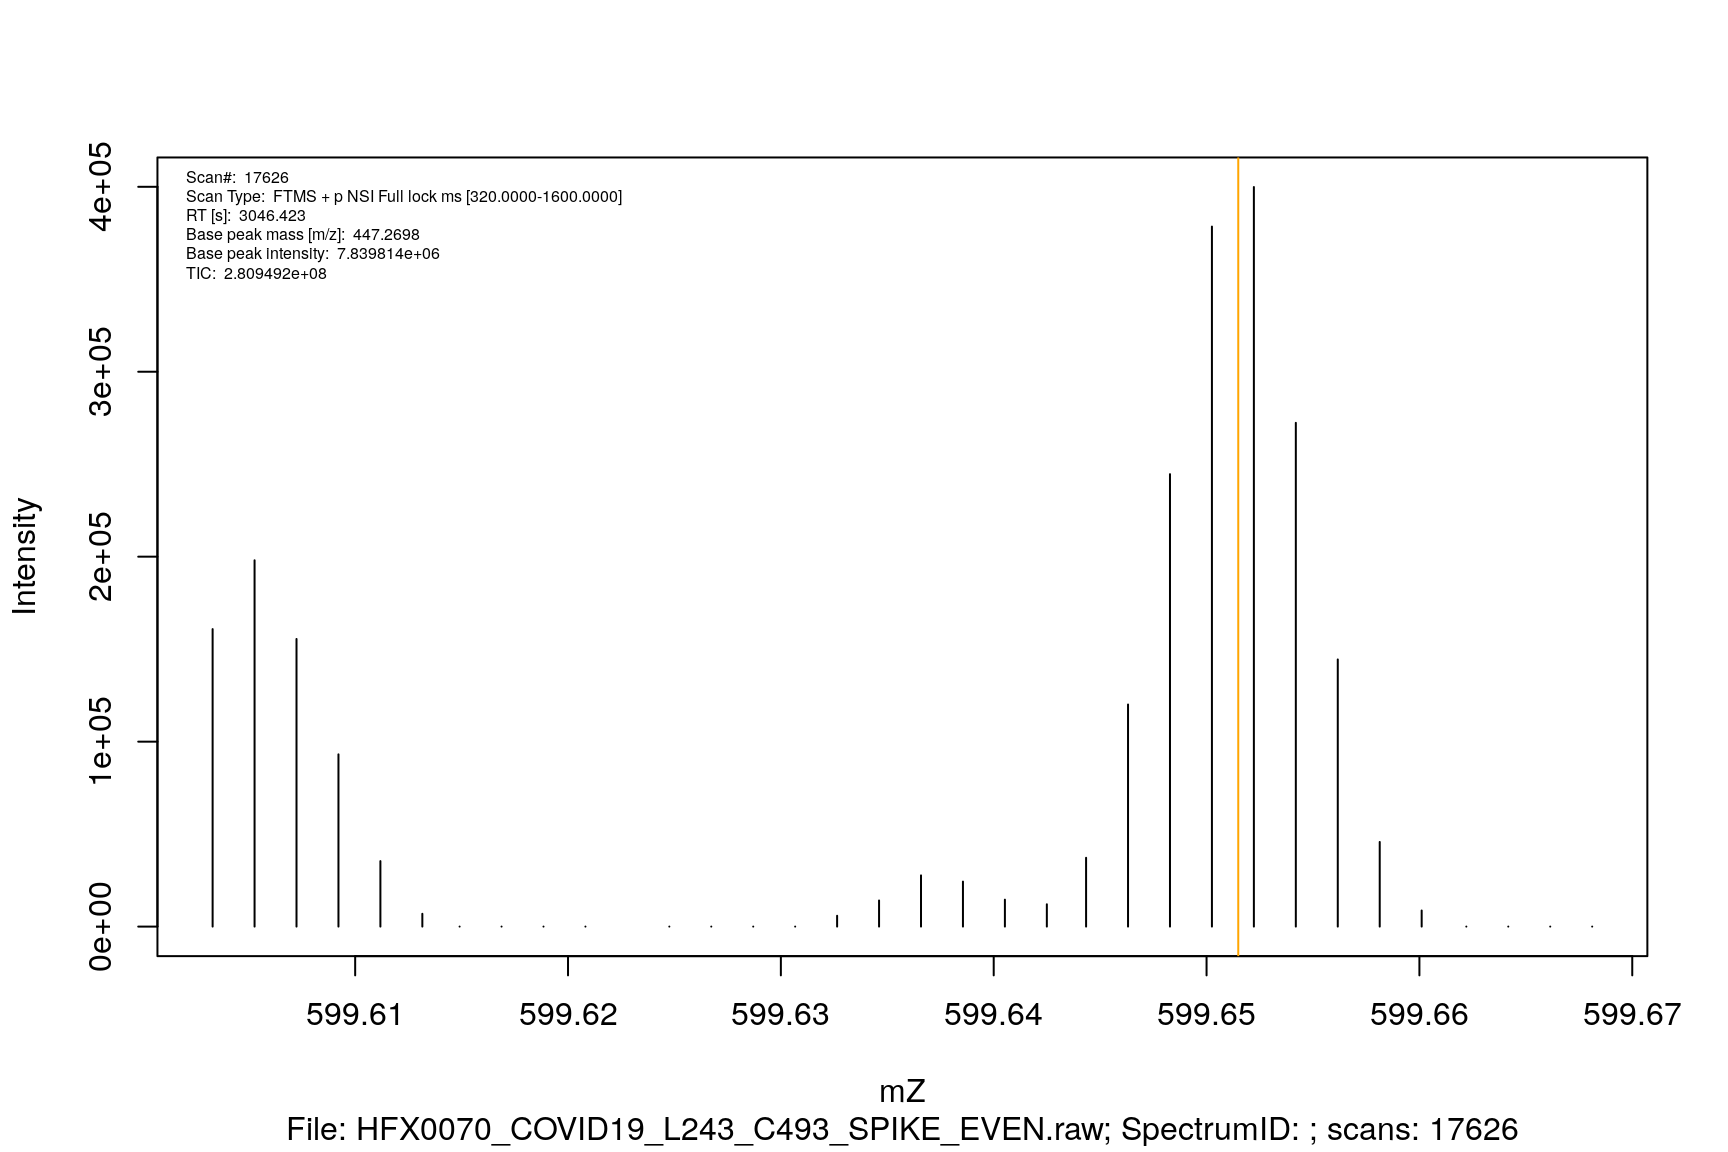 Scan#: 17626
Scan Type: FTMS + p NSI Full lock ms [320.0000-1600.0000]
RT [s]: 3046.423
Base peak mass [m/z]: 447.2698
Base peak intensity: 7.839814e+06
TIC: 2.809492e+08
4e+05
3e+05
2e+05
1e+05
0e+00
Intensity
599.61 599.62 599.63 599.64 599.65 599.66 599.67
mZ
File: HFX0070_COVID19_L243_C493_SPIKE_EVEN.raw; SpectrumID: ; scans: 17626